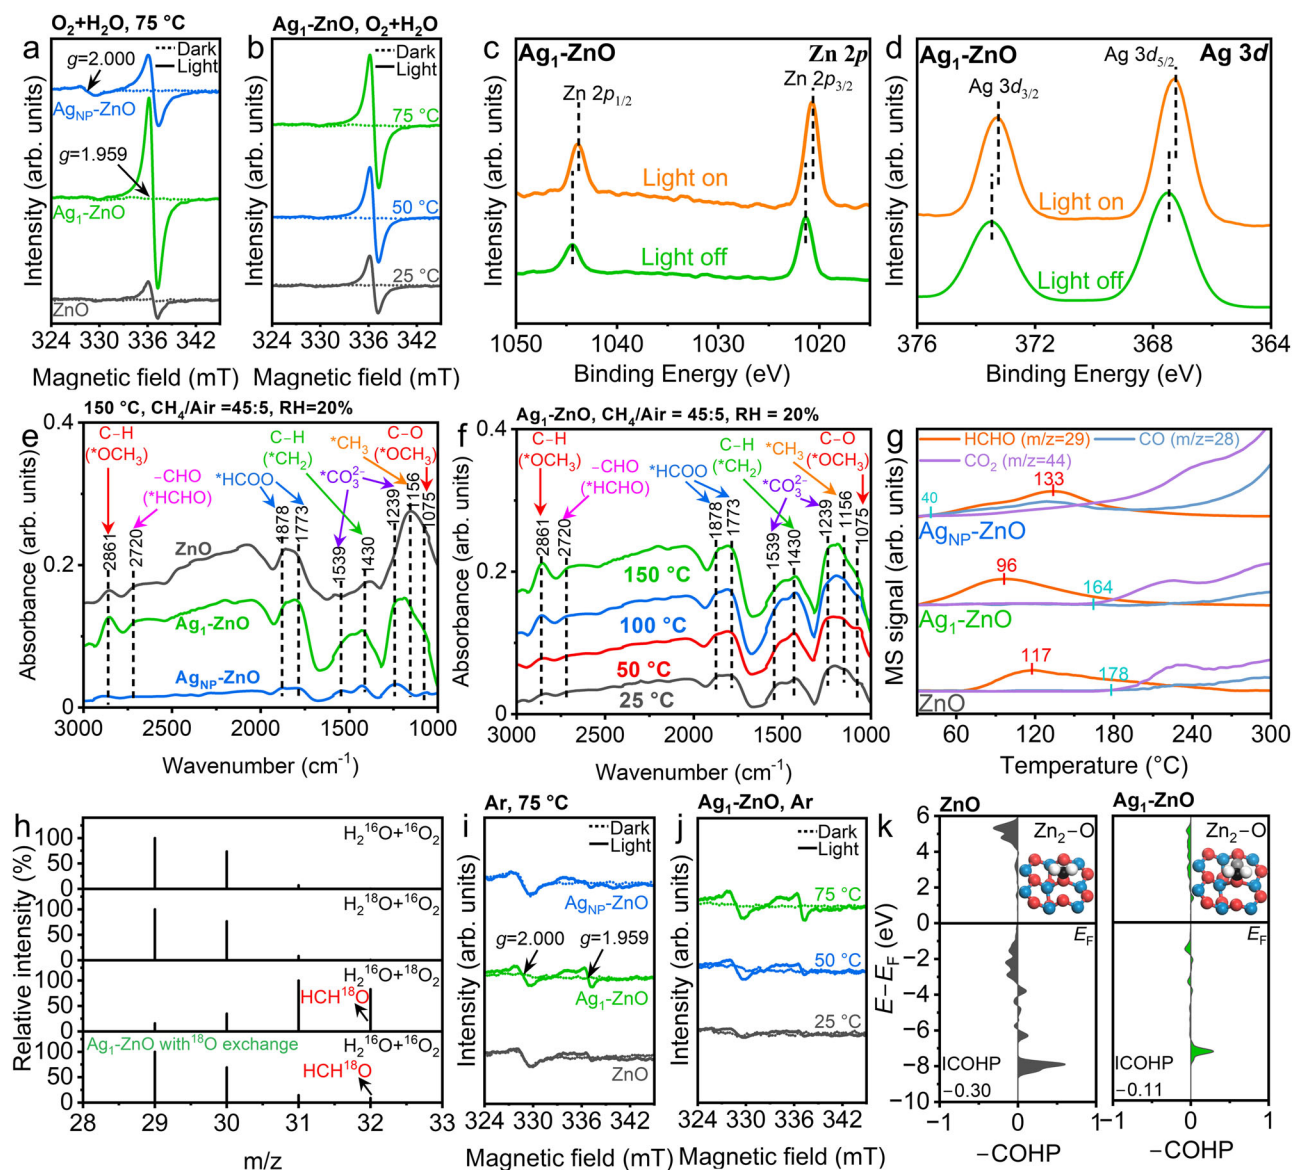 a
O₂+H₂O, 75 °C
Dark
Light
g=2.000
AgNP-ZnO
g=1.959
Ag₁-ZnO
ZnO
324 330 336 342
Magnetic field (mT)
Intensity (arb. units)
b
Ag₁-ZnO, O₂+H₂O
Dark
Light
75 °C
50 °C
25 °C
324 330 336 342
Magnetic field (mT)
Intensity (arb. units)
c
Ag₁-ZnO
Zn 2p
Zn 2p₁/₂
Zn 2p₃/₂
Light on
Light off
1050 1040 1030 1020
Binding Energy (eV)
Intensity (arb. units)
d
Ag₁-ZnO
Ag 3d
Ag 3d₅/₂
Ag 3d₃/₂
Light on
Light off
376 372 368 364
Binding Energy (eV)
Intensity (arb. units)
e
150 °C, CH₄/Air =45:5, RH=20%
C−H
(*OCH₃)
−CHO
(*HCHO)
*HCOO
C−H
(*CH₂)
*CO₃²⁻
*CH₃
C−O
(*OCH₃)
2861
2720
1878
1773
1539
1430
1239
1156
1075
ZnO
Ag₁-ZnO
AgNP-ZnO
0.4
0.2
0.0
3000 2500 2000 1500 1000
Wavenumber (cm⁻¹)
Absorbance (arb. units)
f
Ag₁-ZnO, CH₄/Air = 45:5, RH = 20%
C−H
(*OCH₃)
−CHO
(*HCHO)
*HCOO
C−H
(*CH₂)
*CO₃²⁻
*CH₃
C−O
(*OCH₃)
2861
2720
1878
1773
1539
1430
1239
1156
1075
150 °C
100 °C
50 °C
25 °C
0.4
0.2
0.0
3000 2500 2000 1500 1000
Wavenumber (cm⁻¹)
Absorbance (arb. units)
g
HCHO (m/z=29)
CO (m/z=28)
CO₂ (m/z=44)
40
133
AgNP-ZnO
96
164
Ag₁-ZnO
117
178
ZnO
60 120 180 240 300
Temperature (°C)
MS signal (arb. units)
h
H₂¹⁶O+¹⁶O₂
H₂¹⁸O+¹⁶O₂
H₂¹⁶O+¹⁸O₂
HCH¹⁸O
Ag₁-ZnO with¹⁸O exchange
H₂¹⁶O+¹⁶O₂
HCH¹⁸O
100
50
0
100
50
0
100
50
0
100
50
0
28 29 30 31 32 33
m/z
Relative intensity (%)
i
Ar, 75 °C
Dark
Light
AgNP-ZnO
g=2.000
g=1.959
Ag₁-ZnO
ZnO
324 330 336 342
Magnetic field (mT)
Intensity (arb. units)
j
Ag₁-ZnO, Ar
Dark
Light
75 °C
50 °C
25 °C
324 330 336 342
Magnetic field (mT)
Intensity (arb. units)
k
ZnO
Zn₂−O
EF
ICOHP
−0.30
Ag₁-ZnO
Zn₂−O
EF
ICOHP
−0.11
6
4
2
0
−2
−4
−6
−8
−10
−1 0 1
−COHP
−1 0 1
−COHP
E−EF (eV)